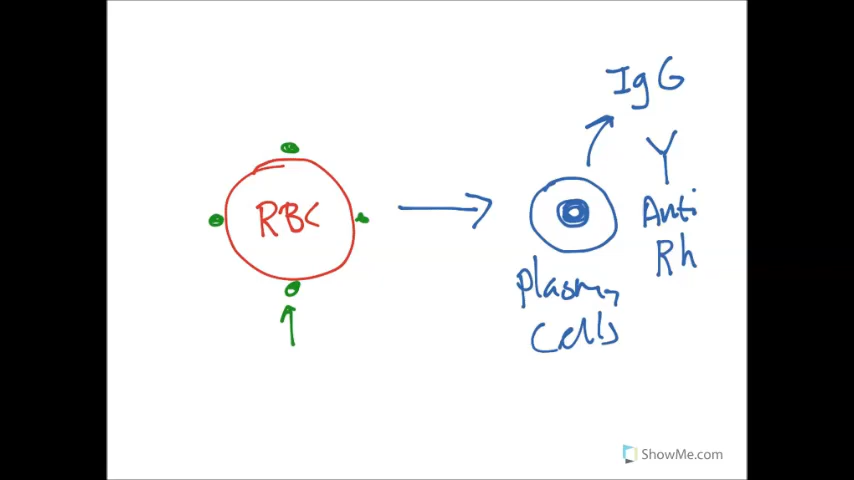 RBC
IgG
Y
Anti
Rh
Plasma
Cells
ShowMe.com